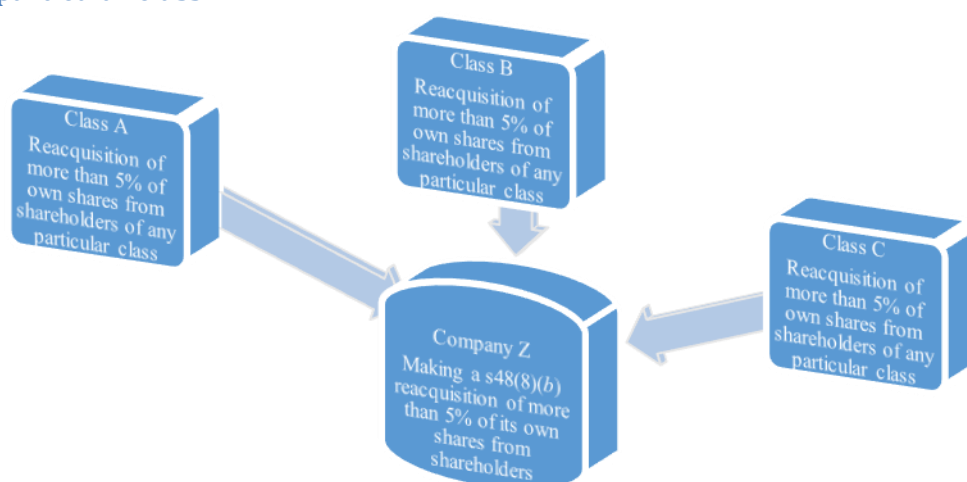 Class A
Reacquisition of
more than 5% of
own shares from
shareholders of any
particular class
Class B
Reacquisition of
more than 5% of
own shares from
shareholders of any
particular class
Class C
Reacquisition of
more than 5% of
own shares from
shareholders of any
particular class
Company Z
Making a s48(8)(b)
reacquisition of more
than 5% of its own
shares from
shareholders